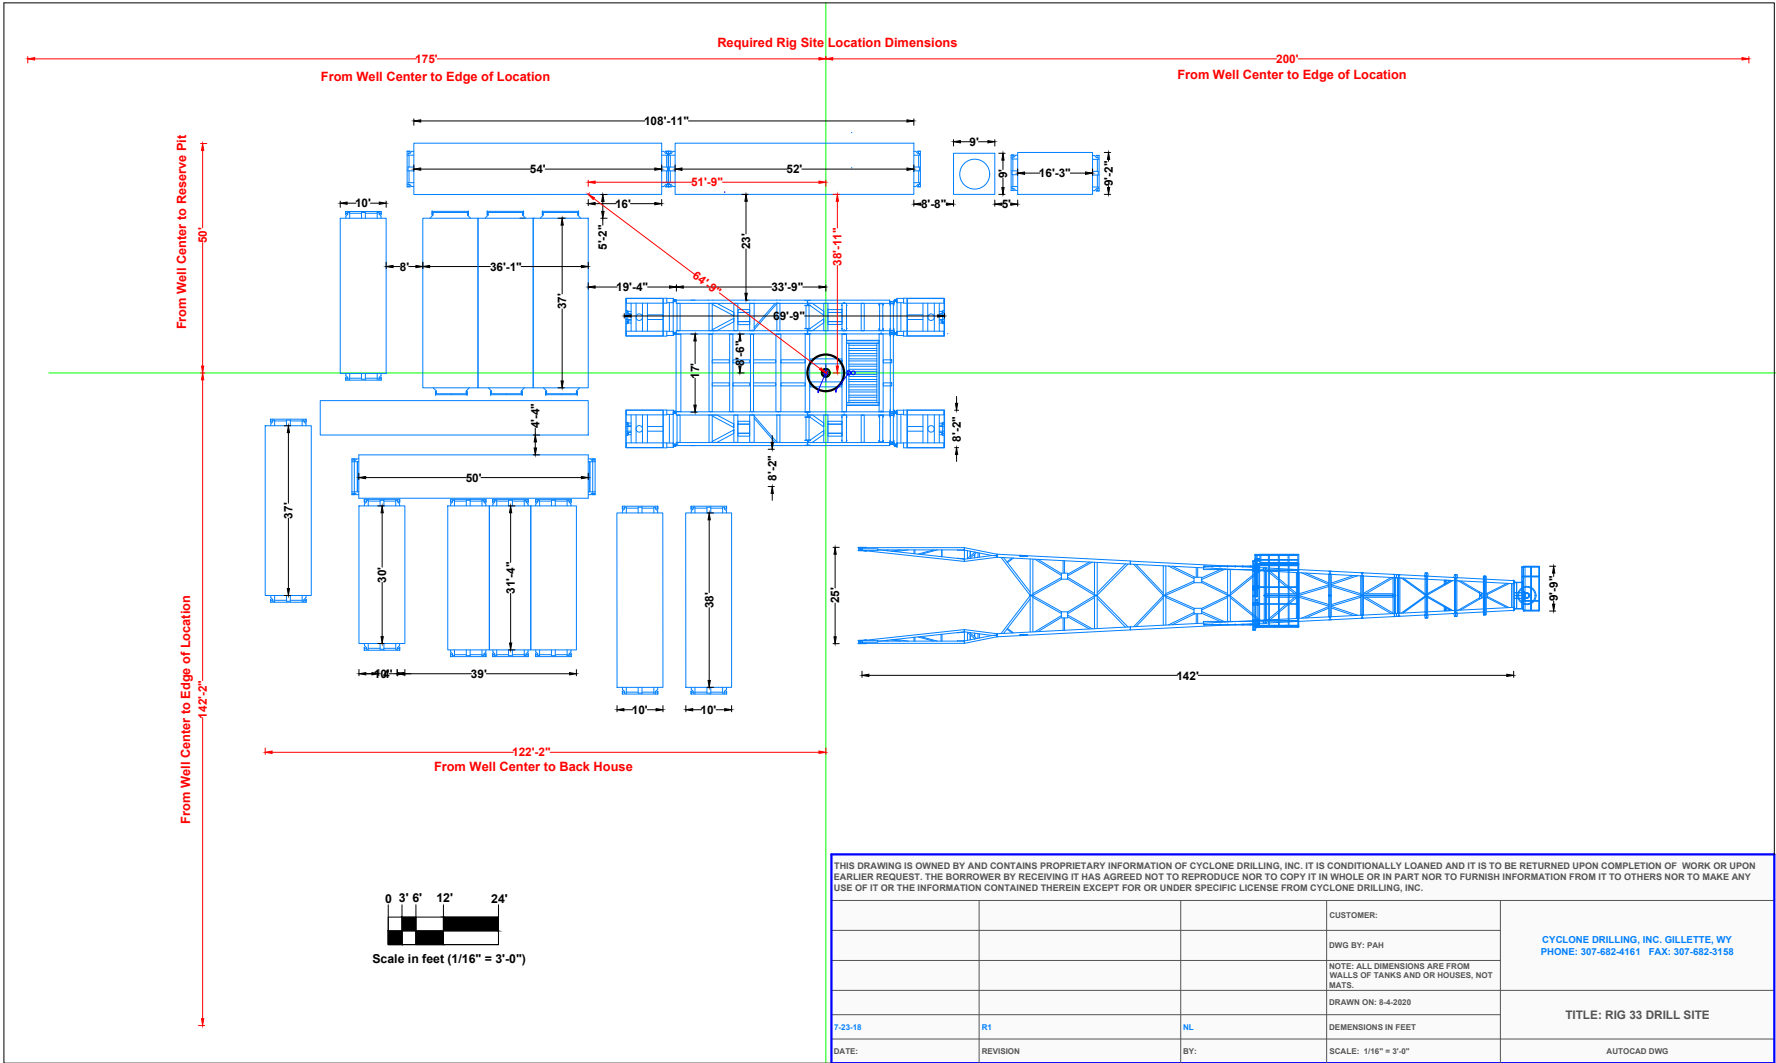 Required Rig Site Location Dimensions
175'
200'
From Well Center to Edge of Location
From Well Center to Edge of Location
108'-11"
From Well Center to Reserve Pit
50'
54'
52'
9'
9'
16'-3"
9'-2"
51'-9"
10'
16'
8'-8"
5'
5'-2"
23'
38'-11"
8'
36'-1"
37'
64'-9"
19'-4"
33'-9"
69'-9"
17'
8'-6"
4'-4"
8'-2"
8'-2"
50'
37'
30'
31'-4"
38'
25'
9'-9"
39'
142'
10'
10'
From Well Center to Edge of Location
142'-2"
122'-2"
From Well Center to Back House
0 3' 6' 12' 24'
Scale in feet (1/16" = 3'-0")
THIS DRAWING IS OWNED BY AND CONTAINS PROPRIETARY INFORMATION OF CYCLONE DRILLING, INC. IT IS CONDITIONALLY LOANED AND IT IS TO BE RETURNED UPON COMPLETION OF WORK OR UPON
EARLIER REQUEST. THE BORROWER BY RECEIVING IT HAS AGREED NOT TO REPRODUCE NOR TO COPY IT IN WHOLE OR IN PART NOR TO FURNISH INFORMATION FROM IT TO OTHERS NOR TO MAKE ANY
USE OF IT OR THE INFORMATION CONTAINED THEREIN EXCEPT FOR OR UNDER SPECIFIC LICENSE FROM CYCLONE DRILLING, INC.
CUSTOMER:
DWG BY: PAH
CYCLONE DRILLING, INC. GILLETTE, WY
PHONE: 307-682-4161 FAX: 307-682-3158
NOTE: ALL DIMENSIONS ARE FROM
WALLS OF TANKS AND OR HOUSES, NOT
MATS.
DRAWN ON: 8-4-2020
TITLE: RIG 33 DRILL SITE
7-23-18 R1 NL DEMENSIONS IN FEET
DATE: REVISION BY: SCALE: 1/16" = 3'-0" AUTOCAD DWG